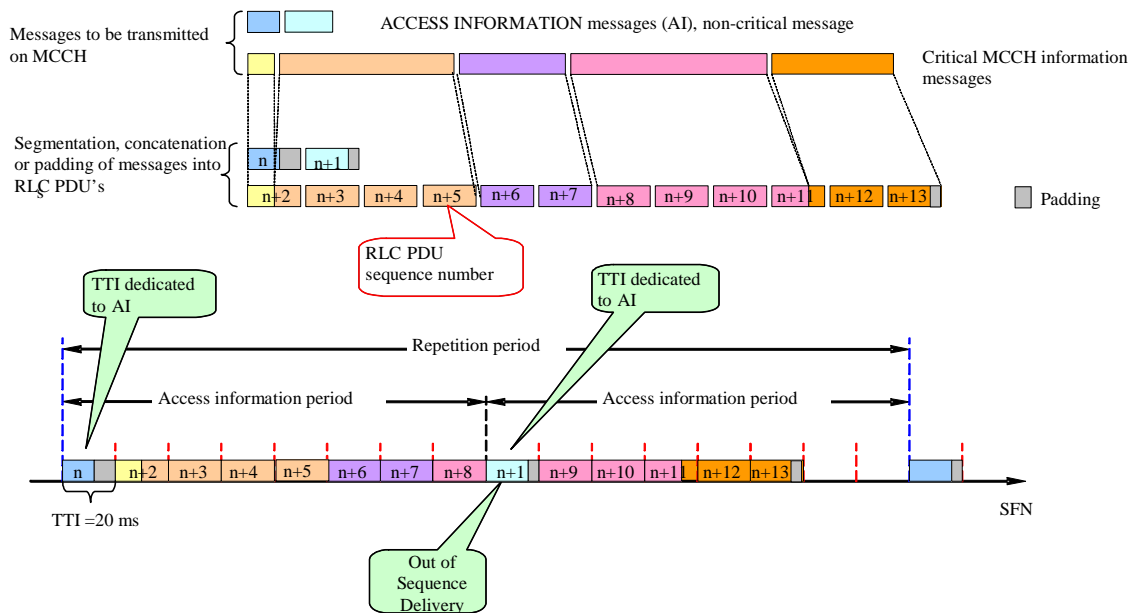 Messages to be transmitted
on MCCH
ACCESS INFORMATION messages (AI), non-critical message
Critical MCCH information
messages
Segmentation, concatenation
or padding of messages into
RLC PDU's
s
n
n+1
n+2
n+3
n+4
n+5
n+6
n+7
n+8
n+9
n+10
n+11
n+12
n+13
Padding
RLC PDU
sequence number
TTI dedicated
to AI
TTI dedicated
to AI
Repetition period
Access information period
Access information period
n
n+2
n+3
n+4
n+5
n+6
n+7
n+8
n+1
n+9
n+10
n+11
n+12
n+13
TTI =20 ms
SFN
Out of
Sequence
Delivery